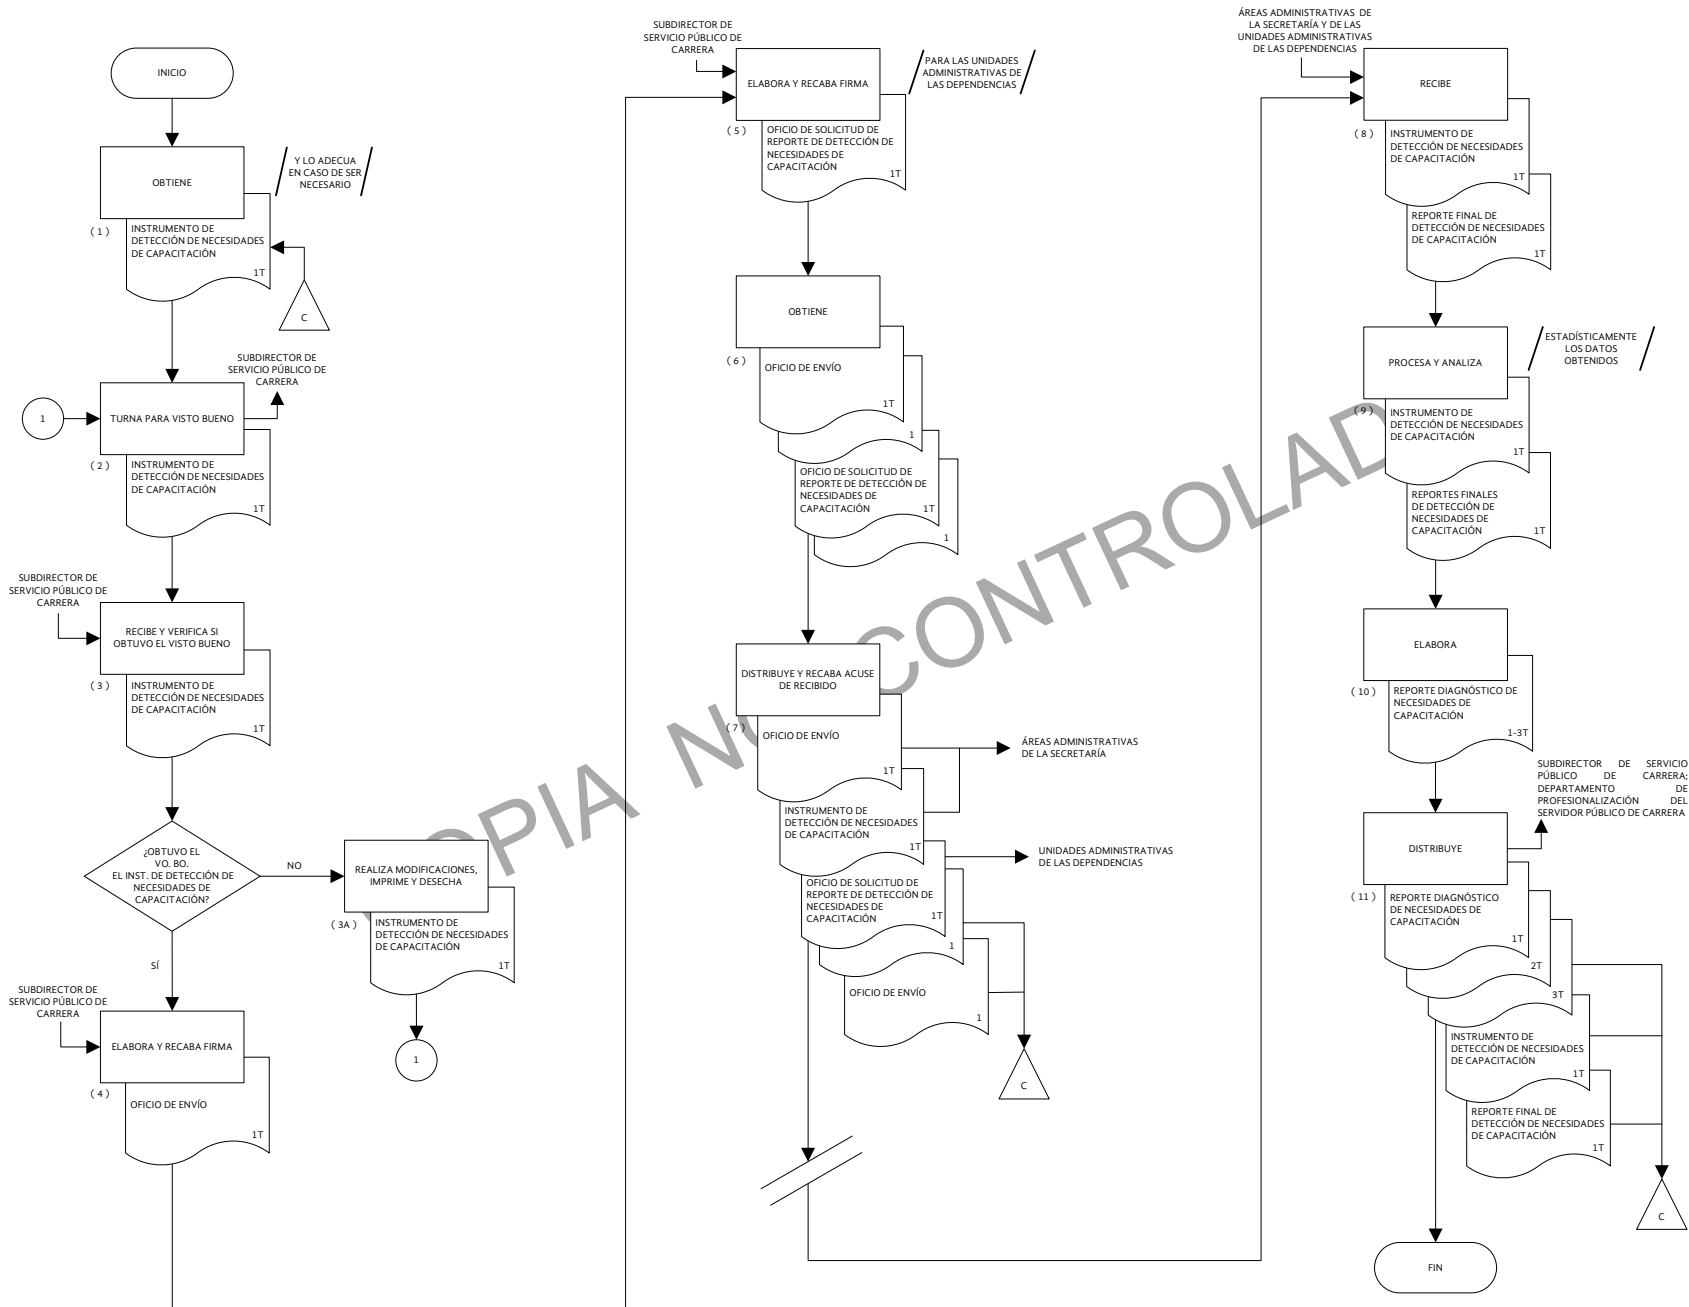 INICIO
OBTIENE
Y LO ADECUA
EN CASO DE SER
NECESARIO
( 1 )
INSTRUMENTO DE
DETECCIÓN DE NECESIDADES
DE CAPACITACIÓN
1T
C
SUBDIRECTOR DE
SERVICIO PÚBLICO DE
CARRERA
1
TURNA PARA VISTO BUENO
( 2 )
INSTRUMENTO DE
DETECCIÓN DE NECESIDADES
DE CAPACITACIÓN
1T
SUBDIRECTOR DE
SERVICIO PÚBLICO DE
CARRERA
RECIBE Y VERIFICA SI
OBTUVO EL VISTO BUENO
( 3 )
INSTRUMENTO DE
DETECCIÓN DE NECESIDADES
DE CAPACITACIÓN
1T
¿OBTUVO EL
VO. BO.
EL INST. DE DETECCIÓN DE
NECESIDADES DE
CAPACITACIÓN?
NO
REALIZA MODIFICACIONES,
IMPRIME Y DESECHA
( 3A )
INSTRUMENTO DE
DETECCIÓN DE NECESIDADES
DE CAPACITACIÓN
1T
1
SÍ
SUBDIRECTOR DE
SERVICIO PÚBLICO DE
CARRERA
ELABORA Y RECABA FIRMA
( 4 )
OFICIO DE ENVÍO
1T
SUBDIRECTOR DE
SERVICIO PÚBLICO DE
CARRERA
ELABORA Y RECABA FIRMA
PARA LAS UNIDADES
ADMINISTRATIVAS DE
LAS DEPENDENCIAS
( 5 )
OFICIO DE SOLICITUD DE
REPORTE DE DETECCIÓN DE
NECESIDADES DE
CAPACITACIÓN
1T
OBTIENE
( 6 )
OFICIO DE ENVÍO
1T
1
OFICIO DE SOLICITUD DE
REPORTE DE DETECCIÓN DE
NECESIDADES DE
CAPACITACIÓN
1T
1
DISTRIBUYE Y RECABA ACUSE
DE RECIBIDO
( 7 )
OFICIO DE ENVÍO
1T
ÁREAS ADMINISTRATIVAS
DE LA SECRETARÍA
INSTRUMENTO DE
DETECCIÓN DE NECESIDADES
DE CAPACITACIÓN
1T
UNIDADES ADMINISTRATIVAS
DE LAS DEPENDENCIAS
OFICIO DE SOLICITUD DE
REPORTE DE DETECCIÓN DE
NECESIDADES DE
CAPACITACIÓN
1T
1
OFICIO DE ENVÍO
1
C
ÁREAS ADMINISTRATIVAS DE
LA SECRETARÍA Y DE LAS
UNIDADES ADMINISTRATIVAS
DE LAS DEPENDENCIAS
RECIBE
( 8 )
INSTRUMENTO DE
DETECCIÓN DE NECESIDADES
DE CAPACITACIÓN
1T
REPORTE FINAL DE
DETECCIÓN DE NECESIDADES
DE CAPACITACIÓN
1T
PROCESA Y ANALIZA
ESTADÍSTICAMENTE
LOS DATOS
OBTENIDOS
( 9 )
INSTRUMENTO DE
DETECCIÓN DE NECESIDADES
DE CAPACITACIÓN
1T
REPORTES FINALES
DE DETECCIÓN DE
NECESIDADES DE
CAPACITACIÓN
1T
ELABORA
( 10 )
REPORTE DIAGNÓSTICO DE
NECESIDADES DE
CAPACITACIÓN
1-3T
SUBDIRECTOR DE SERVICIO
PÚBLICO DE CARRERA;
DEPARTAMENTO DE
PROFESIONALIZACIÓN DEL
SERVIDOR PÚBLICO DE CARRERA
DISTRIBUYE
( 11 )
REPORTE DIAGNÓSTICO
DE NECESIDADES DE
CAPACITACIÓN
1T
2T
3T
INSTRUMENTO DE
DETECCIÓN DE NECESIDADES
DE CAPACITACIÓN
1T
REPORTE FINAL DE
DETECCIÓN DE NECESIDADES
DE CAPACITACIÓN
1T
C
FIN
COPIA NO CONTROLADA